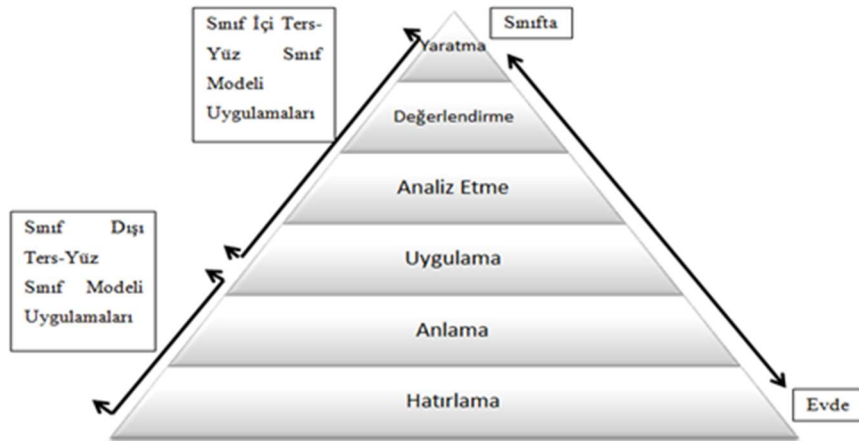 Sınıf İçi Ters-
Yüz Sınıf
Modeli
Uygulamaları
Sınıfta
Yaratma
Değerlendirme
Analiz Etme
Sınıf Dışı
Ters-Yüz
Sınıf Modeli
Uygulamaları
Uygulama
Anlama
Hatırlama
Evde